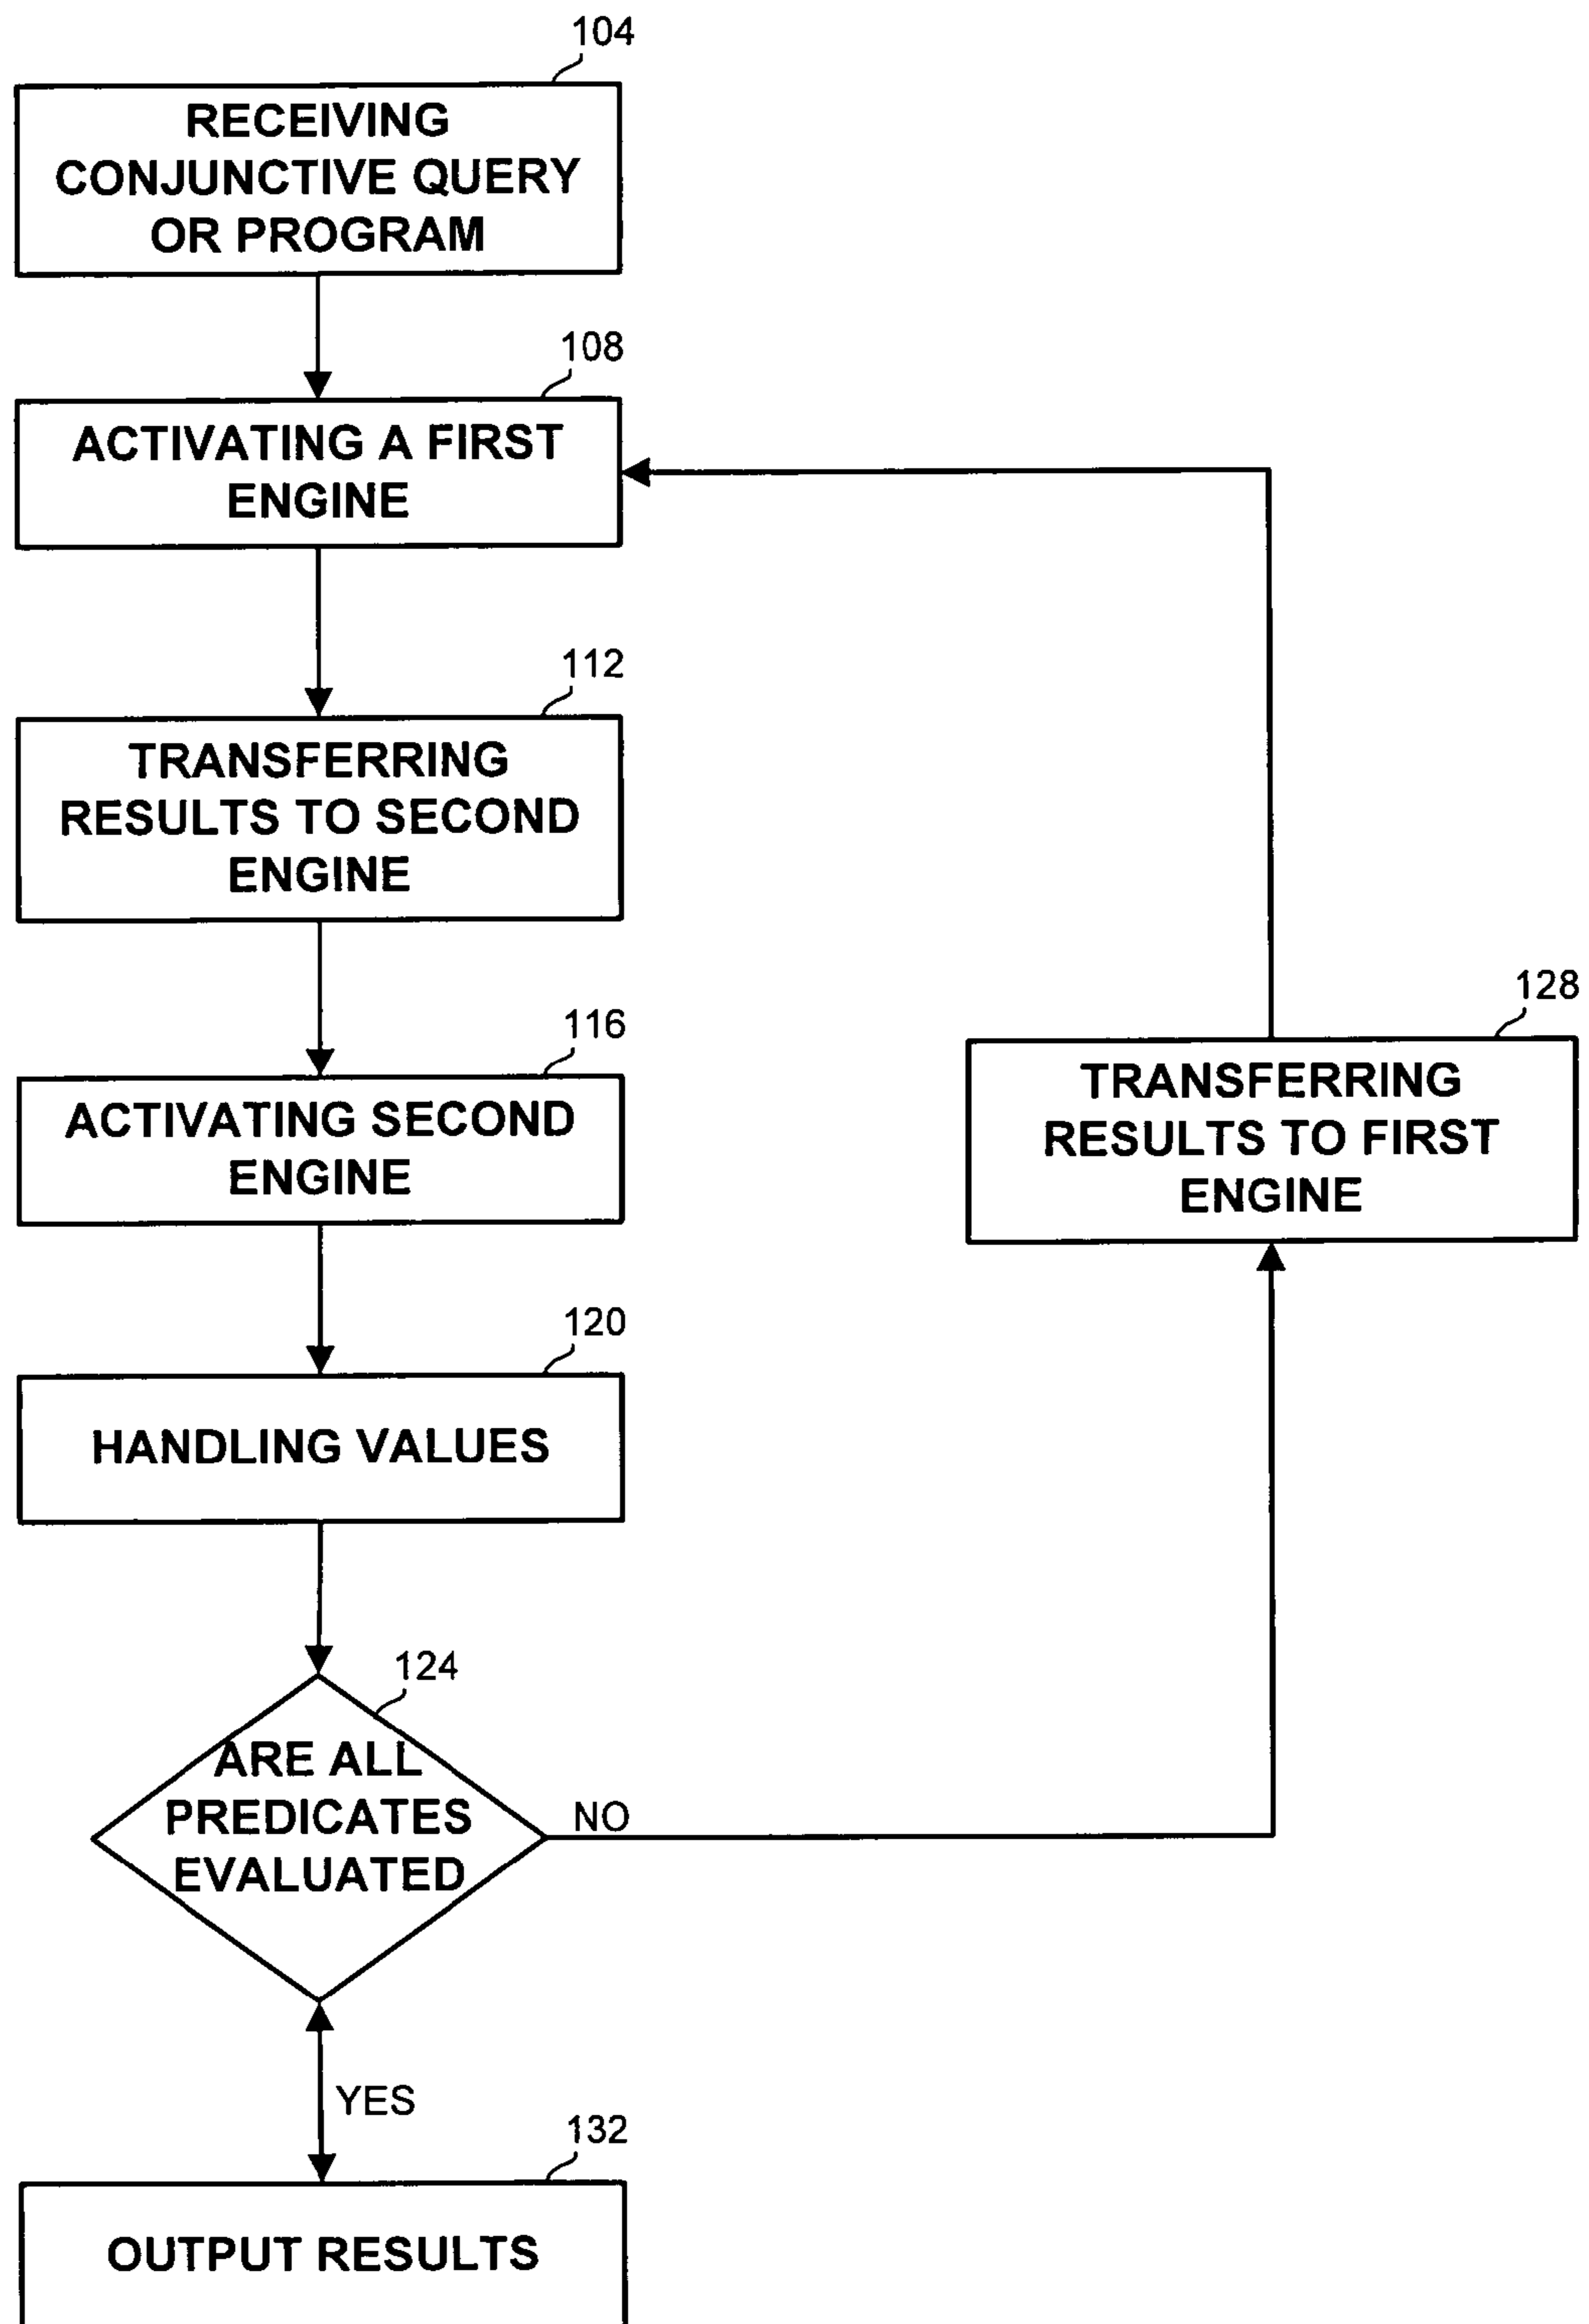 104
RECEIVING
CONJUNCTIVE QUERY
OR PROGRAM
108
ACTIVATING A FIRST
ENGINE
112
TRANSFERRING
RESULTS TO SECOND
ENGINE
116
ACTIVATING SECOND
ENGINE
128
TRANSFERRING
RESULTS TO FIRST
ENGINE
120
HANDLING VALUES
124
ARE ALL
PREDICATES
EVALUATED
NO
YES
132
OUTPUT RESULTS